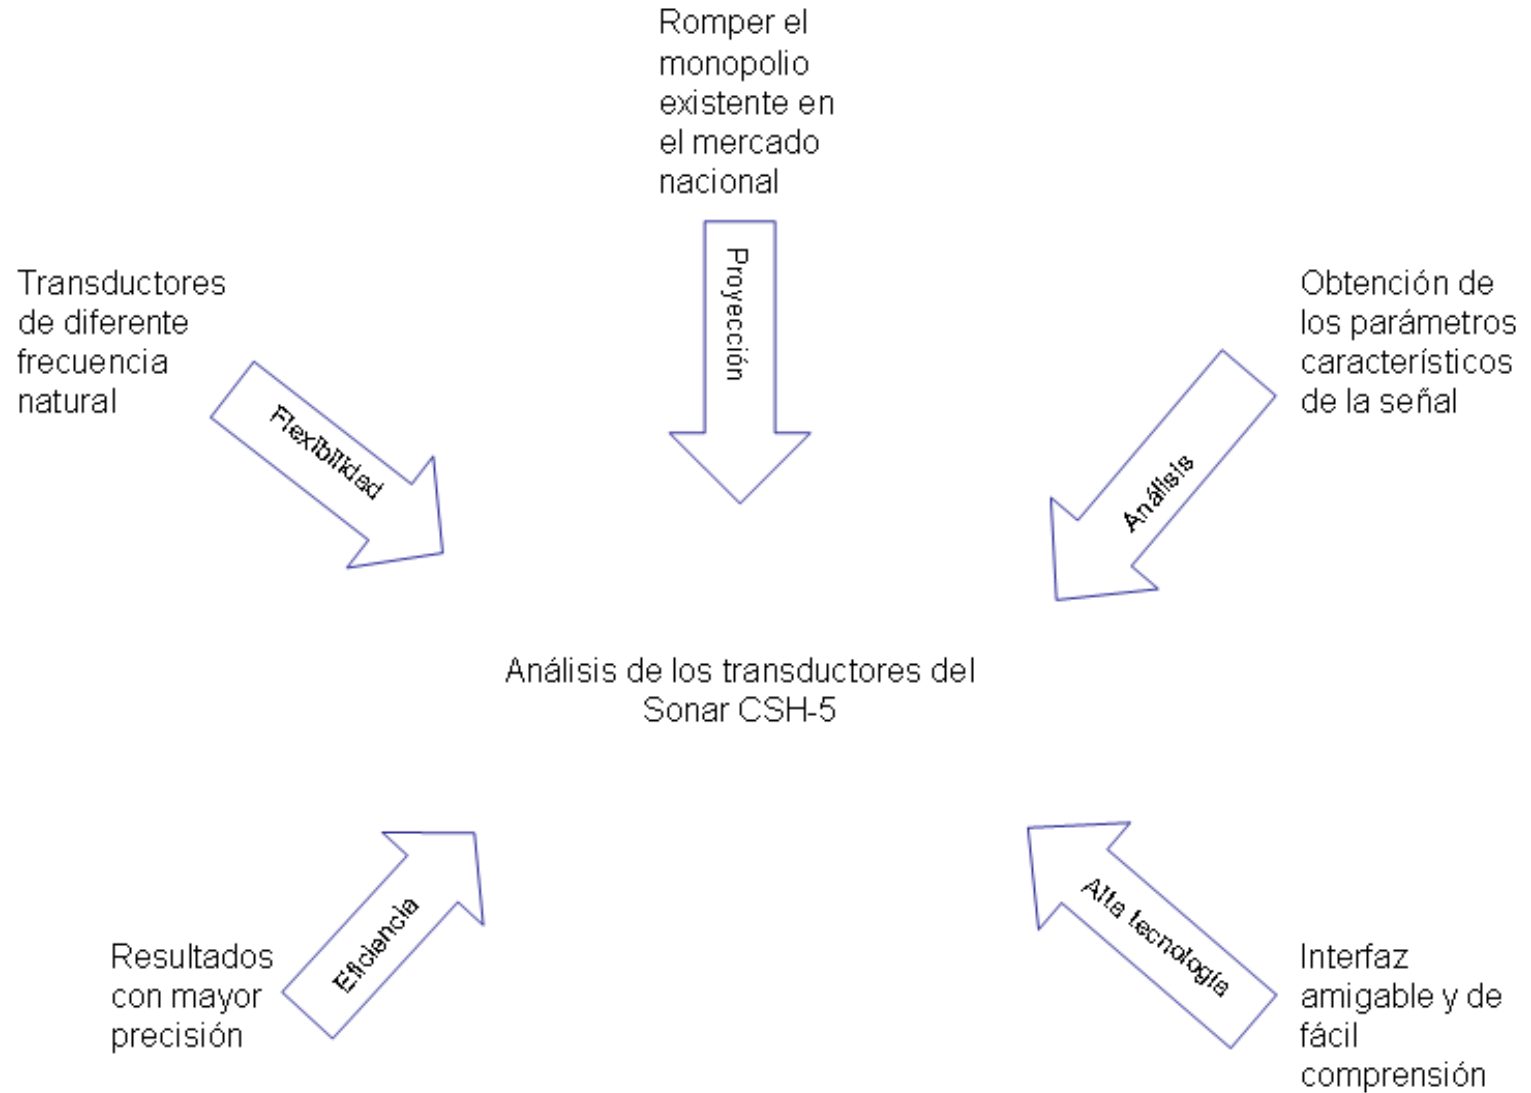 Romper el
monopolio
existente en
el mercado
nacional
Proyección
Transductores
de diferente
frecuencia
natural
Flexibilidad
Obtención de
los parámetros
característicos
de la señal
Análisis
Análisis de los transductores del
Sonar CSH-5
Resultados
con mayor
precisión
Eficiencia
Alta tecnología
Interfaz
amigable y de
fácil
comprensión